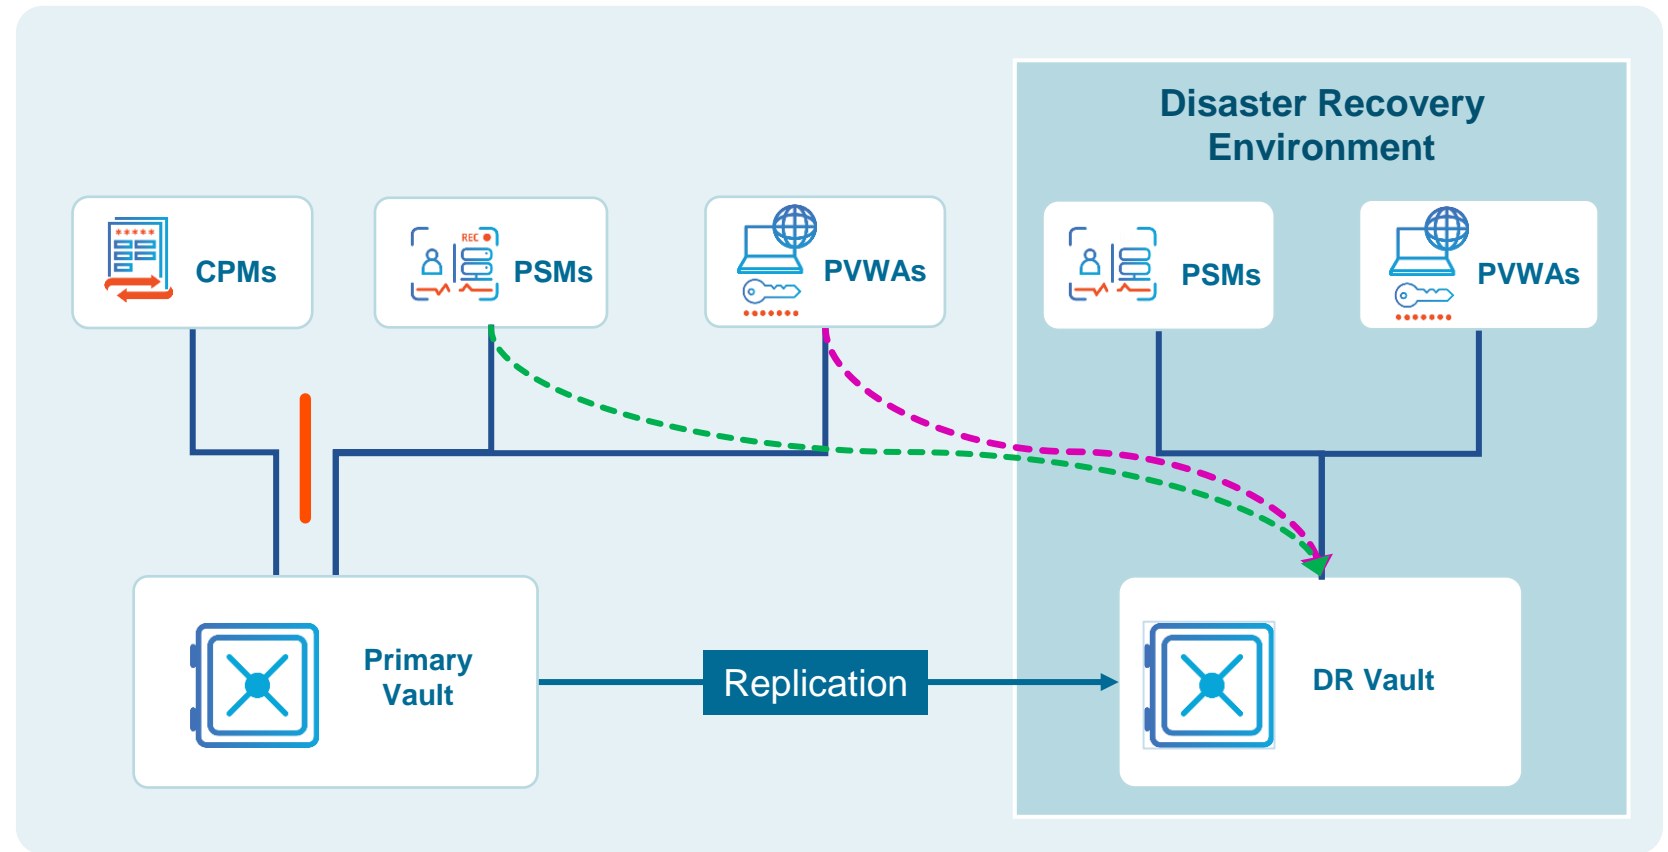 Disaster Recovery
Environment
CPMs
REC
PSMs
PVWAs
PSMs
PVWAs
Primary
Vault
Replication
DR Vault